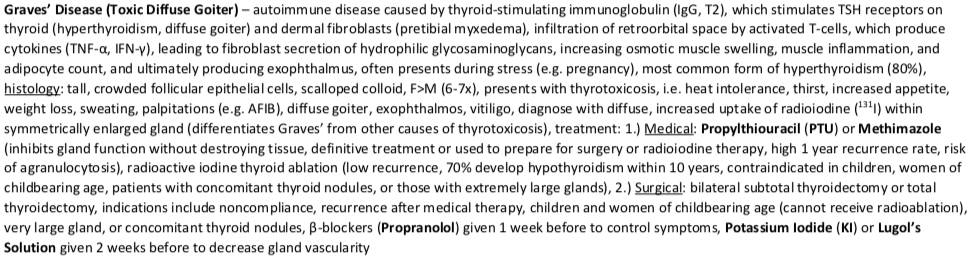 Graves' Disease (Toxic Diffuse Goiter) – autoimmune disease caused by thyroid-stimulating immunoglobulin (IgG, T2), which stimulates TSH receptors on
thyroid (hyperthyroidism, diffuse goiter) and dermal fibroblasts (pretibial myxedema), infiltration of retroorbital space by activated T-cells, which produce
cytokines (TNF-α, IFN-γ), leading to fibroblast secretion of hydrophilic glycosaminoglycans, increasing osmotic muscle swelling, muscle inflammation, and
adipocyte count, and ultimately producing exophthalmus, often presents during stress (e.g. pregnancy), most common form of hyperthyroidism (80%),
histology: tall, crowded follicular epithelial cells, scalloped colloid, F>M (6-7x), presents with thyrotoxicosis, i.e. heat intolerance, thirst, increased appetite,
weight loss, sweating, palpitations (e.g. AFIB), diffuse goiter, exophthalmos, vitiligo, diagnose with diffuse, increased uptake of radioiodine (¹³¹I) within
symmetrically enlarged gland (differentiates Graves' from other causes of thyrotoxicosis), treatment: 1.) Medical: Propylthiouracil (PTU) or Methimazole
(inhibits gland function without destroying tissue, definitive treatment or used to prepare for surgery or radioiodine therapy, high 1 year recurrence rate, risk
of agranulocytosis), radioactive iodine thyroid ablation (low recurrence, 70% develop hypothyroidism within 10 years, contraindicated in children, women of
childbearing age, patients with concomitant thyroid nodules, or those with extremely large glands), 2.) Surgical: bilateral subtotal thyroidectomy or total
thyroidectomy, indications include noncompliance, recurrence after medical therapy, children and women of childbearing age (cannot receive radioablation),
very large gland, or concomitant thyroid nodules, β-blockers (Propranolol) given 1 week before to control symptoms, Potassium Iodide (KI) or Lugol's
Solution given 2 weeks before to decrease gland vascularity